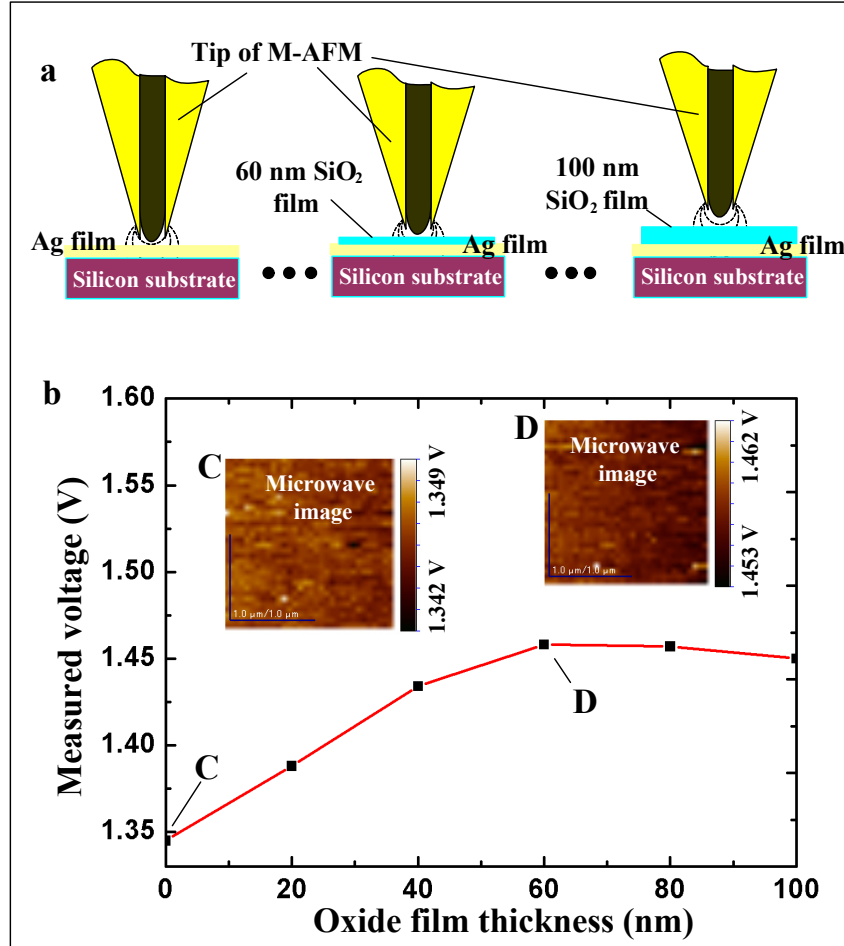 a
Tip of M-AFM
60 nm SiO₂
film
100 nm
SiO₂ film
Ag film
Ag film
Ag film
Silicon substrate
Silicon substrate
Silicon substrate
b
1.60
1.55
1.50
1.45
1.40
1.35
Measured voltage (V)
C
Microwave
image
1.0 µm/1.0 µm
1.349 V
1.342 V
D
Microwave
image
1.0 µm/1.0 µm
1.462 V
1.453 V
C
D
0
20
40
60
80
100
Oxide film thickness (nm)